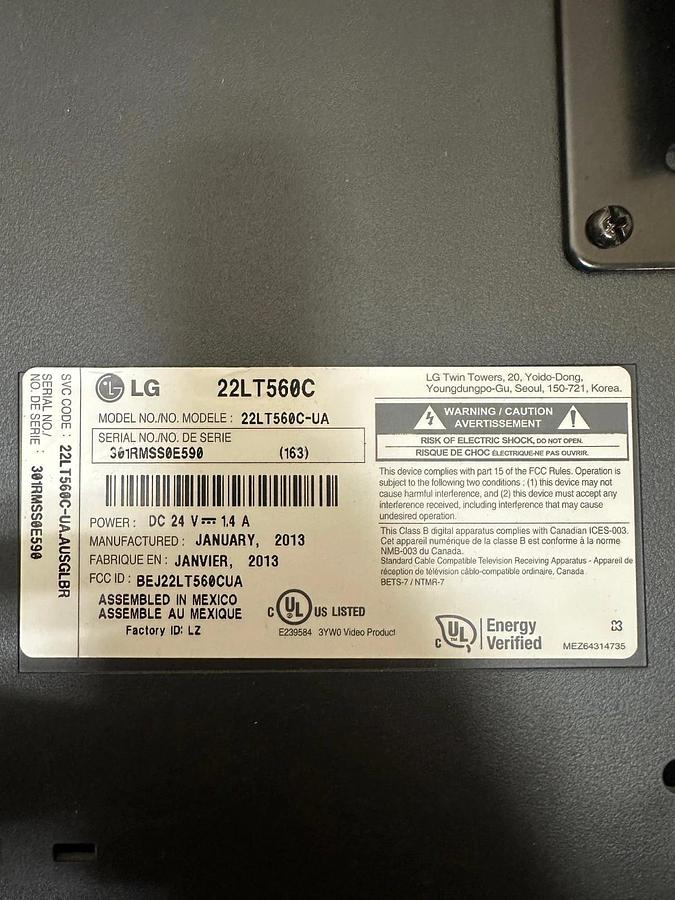 SVC CODE : 22LT560C-UA.AUSGLBR
SERIAL NO./
NO. DE SERIE : 301RMSS0E590
LG 22LT560C
MODEL NO./NO. MODELE : 22LT560C-UA
SERIAL NO./NO. DE SERIE
301RMSS0E590 (163)
POWER : DC 24 V⎓ 1.4 A
MANUFACTURED : JANUARY, 2013
FABRIQUE EN : JANVIER, 2013
FCC ID : BEJ22LT560CUA
ASSEMBLED IN MEXICO
ASSEMBLE AU MEXIQUE
Factory ID: LZ
C UL US LISTED
E239584 3YW0 Video Product
LG Twin Towers, 20, Yoido-Dong,
Youngdungpo-Gu, Seoul, 150-721, Korea.
WARNING / CAUTION
AVERTISSEMENT
RISK OF ELECTRIC SHOCK, DO NOT OPEN.
RISQUE DE CHOC ÉLECTRIQUE-NE PAS OUVRIR.
This device complies with part 15 of the FCC Rules. Operation is
subject to the following two conditions : (1) this device may not
cause harmful interference, and (2) this device must accept any
interference received, including interference that may cause
undesired operation.
This Class B digital apparatus complies with Canadian ICES-003.
Cet appareil numérique de la classe B est conforme à la norme
NMB-003 du Canada.
Standard Cable Compatible Television Receiving Apparatus - Appareil de
réception de télévision câblo-compatible ordinaire, Canada
BETS-7 / NTMR-7
C UL TM Energy
Verified
MEZ64314735